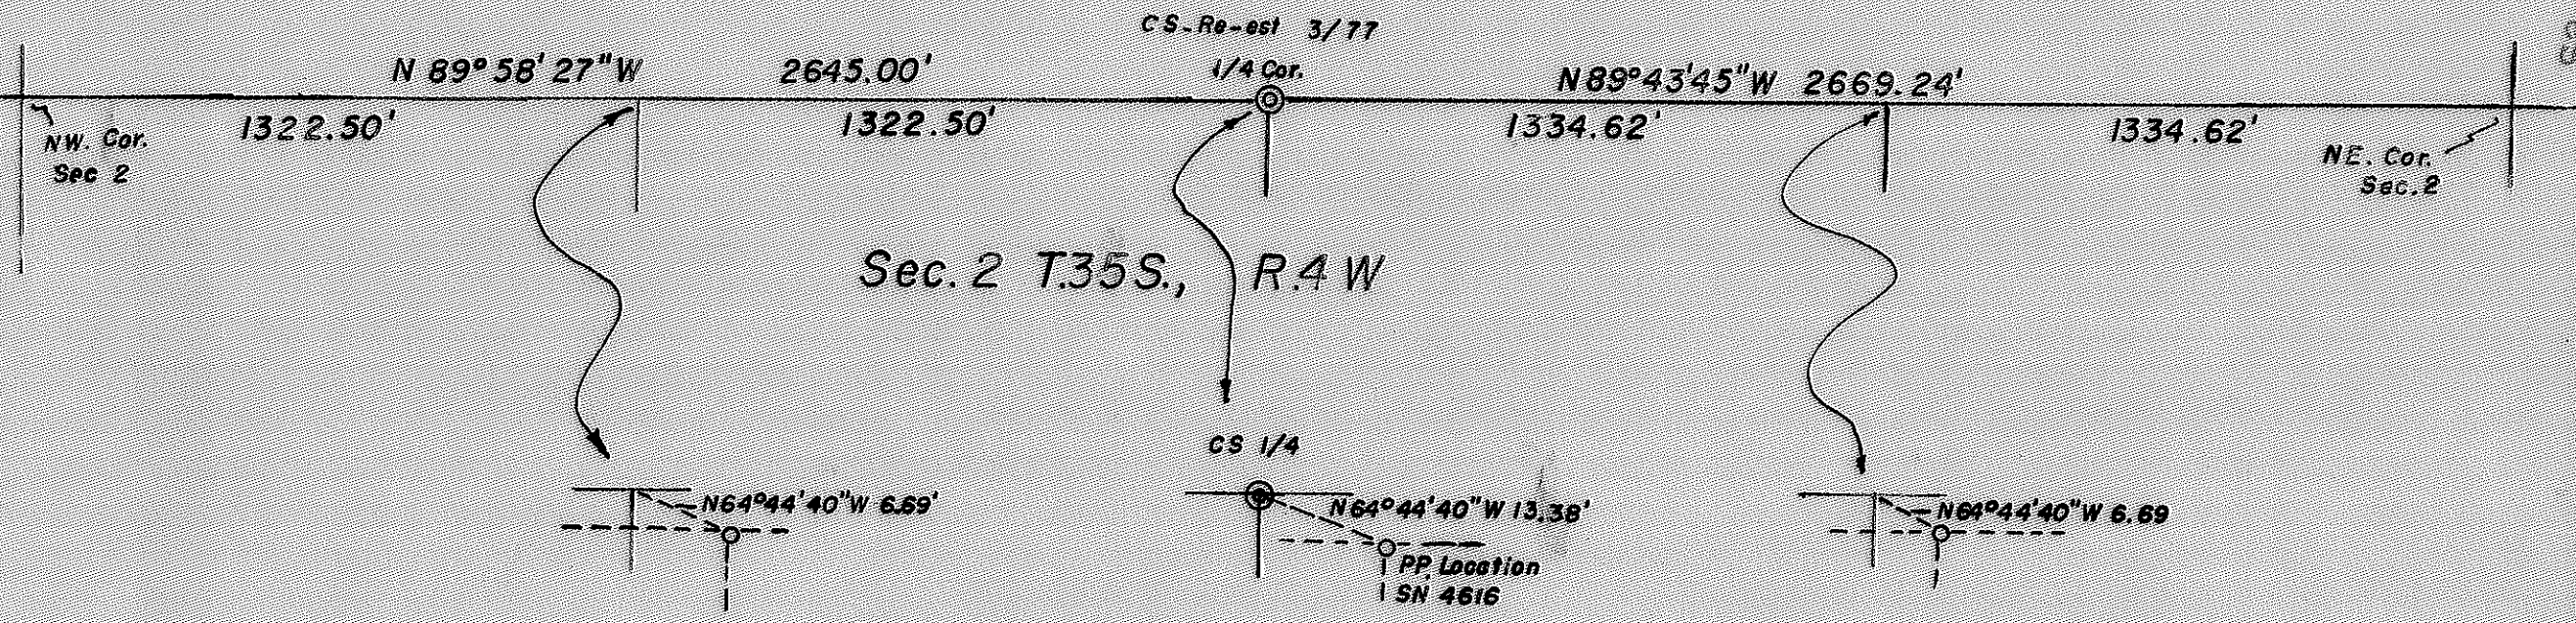 CS-Re-est 3/77
N 89°58'27"W 2645.00'
1/4 Cor.
N89°43'45"W 2669.24'
1322.50'
1322.50'
1334.62'
1334.62'
NW. Cor.
Sec 2
NE. Cor.
Sec. 2
Sec. 2 T.35S., R.4W
CS 1/4
N64°44'40"W 6.69'
N64°44'40"W 13.38'
N64°44'40"W 6.69
PP. Location
SN 4616